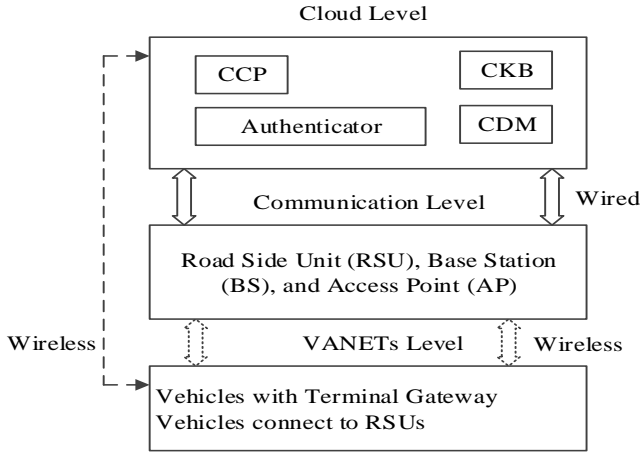 Cloud Level
CCP
CKB
Authenticator
CDM
Communication Level
Wired
Road Side Unit (RSU), Base Station
(BS), and Access Point (AP)
Wireless
VANETs Level
Wireless
Vehicles with Terminal Gateway
Vehicles connect to RSUs